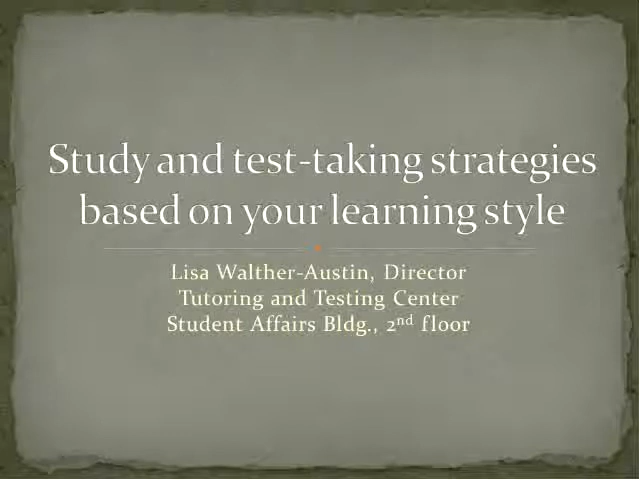 Study and test-taking strategies
based on your learning style
Lisa Walther-Austin, Director
Tutoring and Testing Center
Student Affairs Bldg., 2nd floor